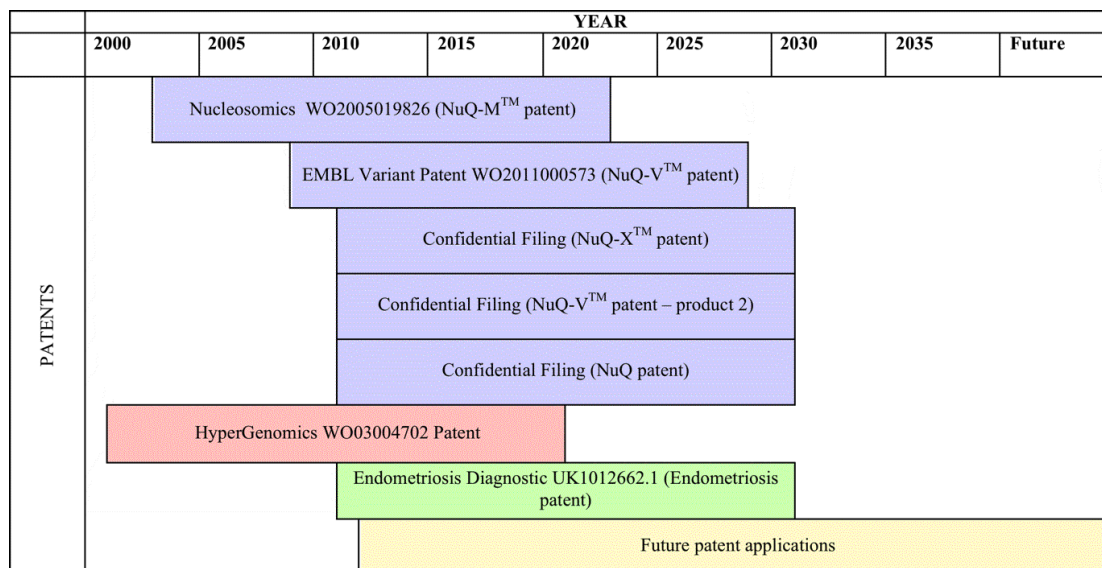 YEAR
2000 2005 2010 2015 2020 2025 2030 2035 Future
PATENTS
Nucleosomics WO2005019826 (NuQ-M™ patent)
EMBL Variant Patent WO2011000573 (NuQ-V™ patent)
Confidential Filing (NuQ-X™ patent)
Confidential Filing (NuQ-V™ patent – product 2)
Confidential Filing (NuQ patent)
HyperGenomics WO03004702 Patent
Endometriosis Diagnostic UK1012662.1 (Endometriosis
patent)
Future patent applications